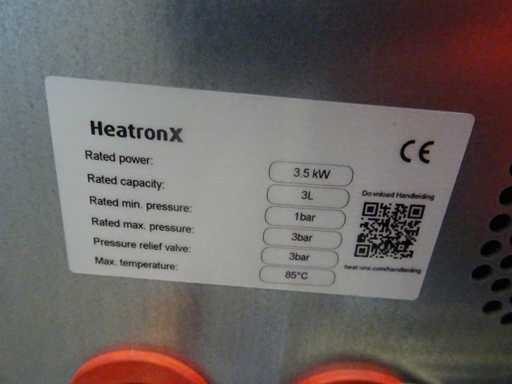 HeatronX
CE
Rated power: 3.5 kW
Rated capacity: 3L
Rated min. pressure: 1bar
Rated max. pressure: 3bar
Pressure relief valve: 3bar
Max. temperature: 85°C
Download Handleiding